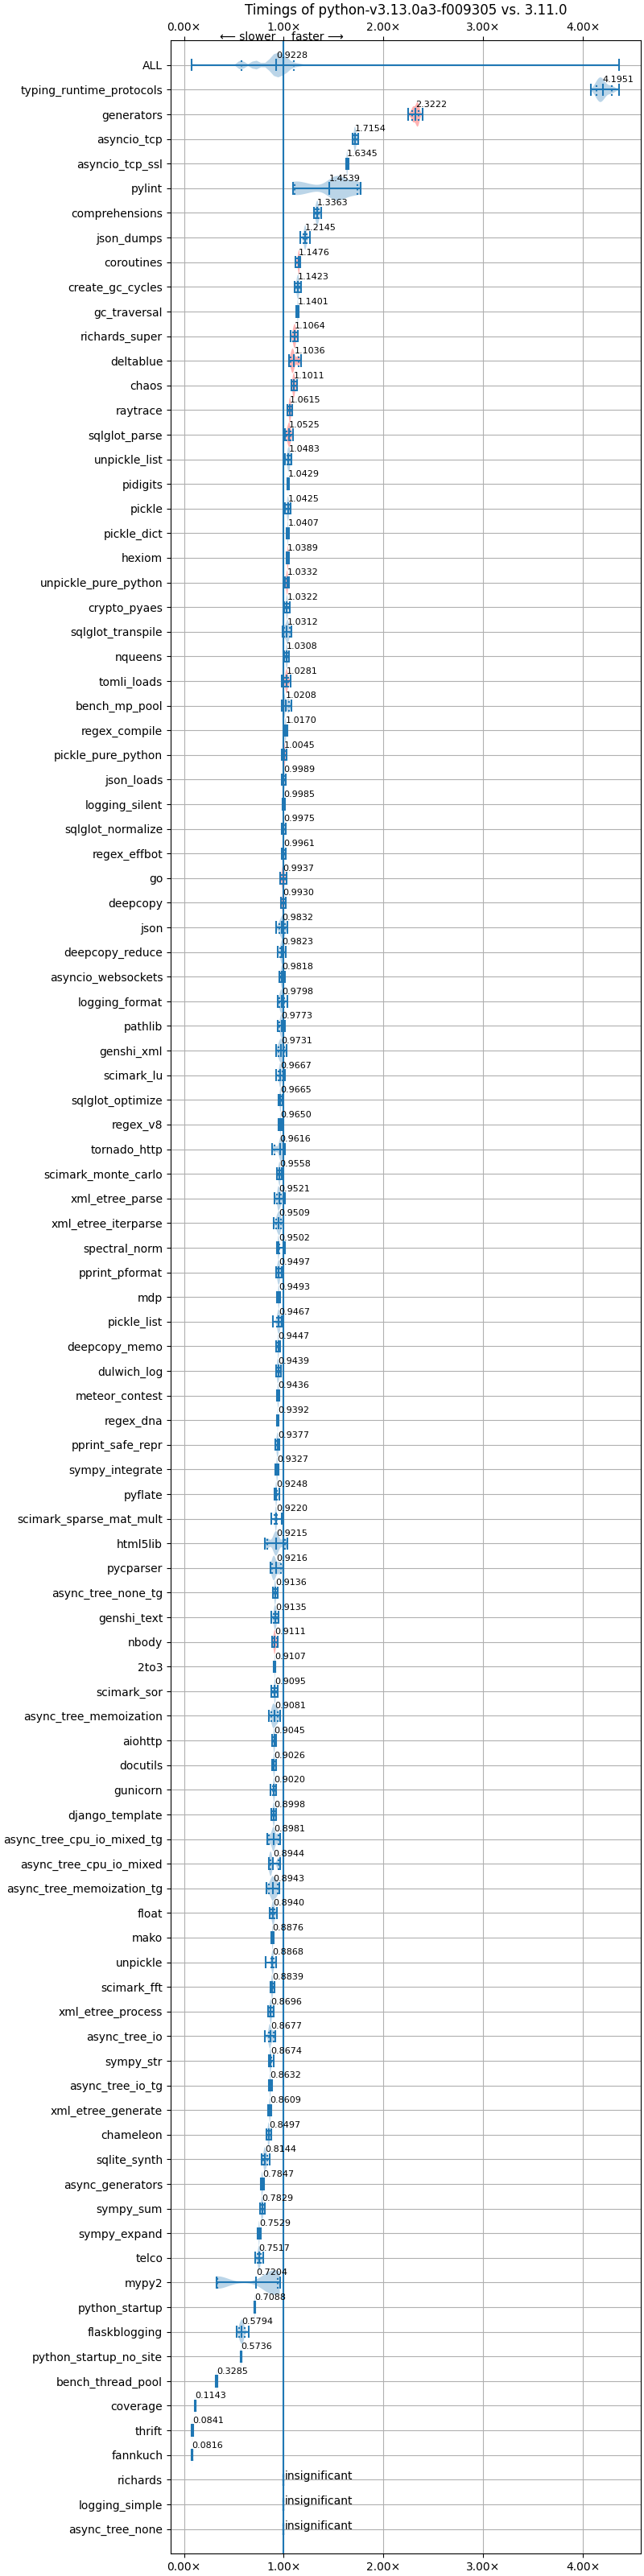 Timings of python-v3.13.0a3-f009305 vs. 3.11.0
0.00× 1.00× 2.00× 3.00× 4.00×
⟵ slower faster ⟶
ALL 0.9228
typing_runtime_protocols 4.1951
generators 2.3222
asyncio_tcp 1.7154
asyncio_tcp_ssl 1.6345
pylint 1.4539
comprehensions 1.3363
json_dumps 1.2145
coroutines 1.1476
create_gc_cycles 1.1423
gc_traversal 1.1401
richards_super 1.1064
deltablue 1.1036
chaos 1.1011
raytrace 1.0615
sqlglot_parse 1.0525
unpickle_list 1.0483
pidigits 1.0429
pickle 1.0425
pickle_dict 1.0407
hexiom 1.0389
unpickle_pure_python 1.0332
crypto_pyaes 1.0322
sqlglot_transpile 1.0312
nqueens 1.0308
tomli_loads 1.0281
bench_mp_pool 1.0208
regex_compile 1.0170
pickle_pure_python 1.0045
json_loads 0.9989
logging_silent 0.9985
sqlglot_normalize 0.9975
regex_effbot 0.9961
go 0.9937
deepcopy 0.9930
json 0.9832
deepcopy_reduce 0.9823
asyncio_websockets 0.9818
logging_format 0.9798
pathlib 0.9773
genshi_xml 0.9731
scimark_lu 0.9667
sqlglot_optimize 0.9665
regex_v8 0.9650
tornado_http 0.9616
scimark_monte_carlo 0.9558
xml_etree_parse 0.9521
xml_etree_iterparse 0.9509
spectral_norm 0.9502
pprint_pformat 0.9497
mdp 0.9493
pickle_list 0.9467
deepcopy_memo 0.9447
dulwich_log 0.9439
meteor_contest 0.9436
regex_dna 0.9392
pprint_safe_repr 0.9377
sympy_integrate 0.9327
pyflate 0.9248
scimark_sparse_mat_mult 0.9220
html5lib 0.9215
pycparser 0.9216
async_tree_none_tg 0.9136
genshi_text 0.9135
nbody 0.9111
2to3 0.9107
scimark_sor 0.9095
async_tree_memoization 0.9081
aiohttp 0.9045
docutils 0.9026
gunicorn 0.9020
django_template 0.8998
async_tree_cpu_io_mixed_tg 0.8981
async_tree_cpu_io_mixed 0.8944
async_tree_memoization_tg 0.8943
float 0.8940
mako 0.8876
unpickle 0.8868
scimark_fft 0.8839
xml_etree_process 0.8696
async_tree_io 0.8677
sympy_str 0.8674
async_tree_io_tg 0.8632
xml_etree_generate 0.8609
chameleon 0.8497
sqlite_synth 0.8144
async_generators 0.7847
sympy_sum 0.7829
sympy_expand 0.7529
telco 0.7517
mypy2 0.7204
python_startup 0.7088
flaskblogging 0.5794
python_startup_no_site 0.5736
bench_thread_pool 0.3285
coverage 0.1143
thrift 0.0841
fannkuch 0.0816
richards insignificant
logging_simple insignificant
async_tree_none insignificant
0.00× 1.00× 2.00× 3.00× 4.00×